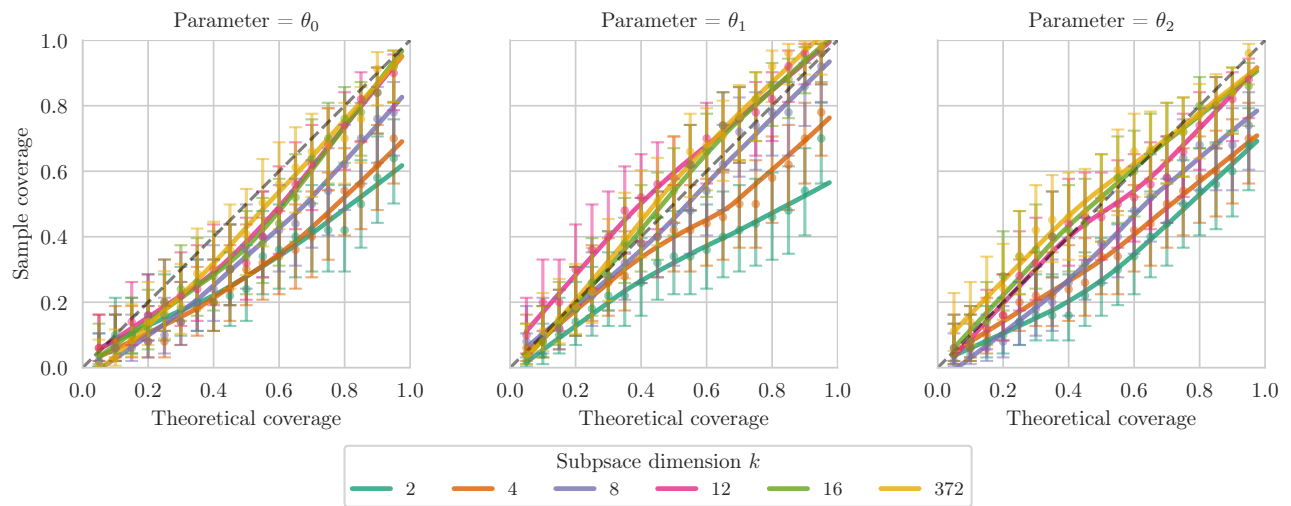 Parameter = θ0
Parameter = θ1
Parameter = θ2
Sample coverage
1.0
0.8
0.6
0.4
0.2
0.0
0.0 0.2 0.4 0.6 0.8 1.0
0.0 0.2 0.4 0.6 0.8 1.0
0.0 0.2 0.4 0.6 0.8 1.0
Theoretical coverage
Theoretical coverage
Theoretical coverage
Subpsace dimension k
2 4 8 12 16 372